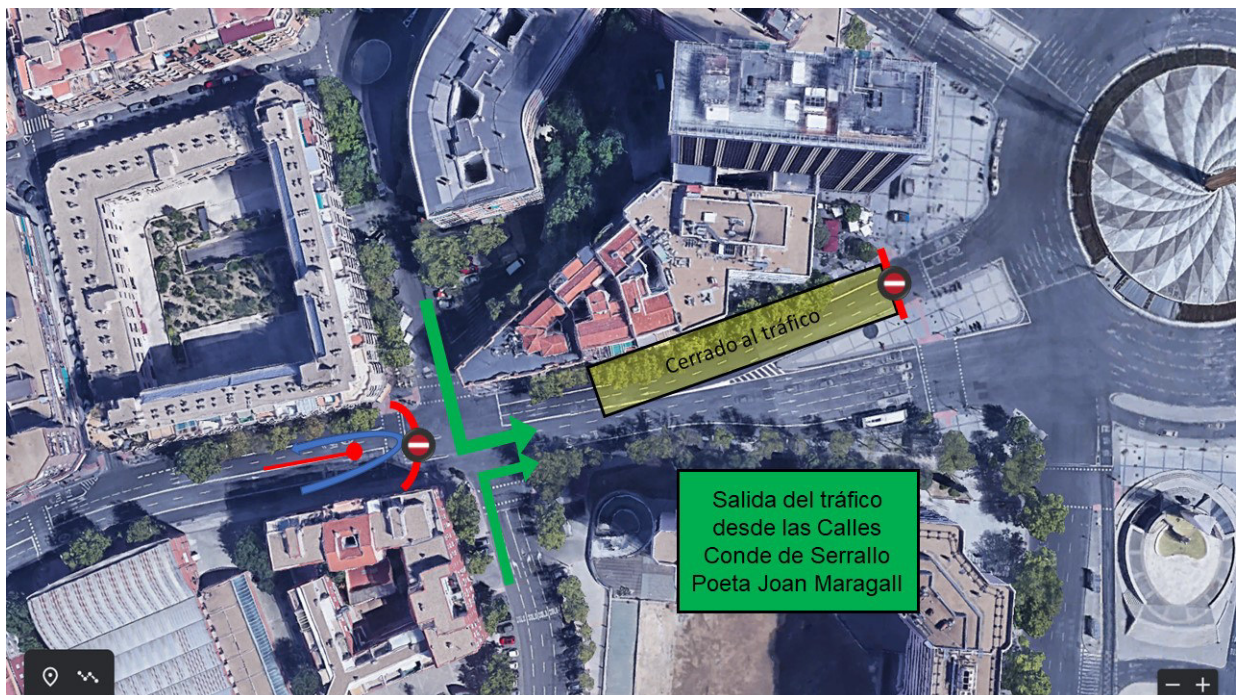 Cerrado al tráfico
Salida del tráfico
desde las Calles
Conde de Serrallo
Poeta Joan Maragall